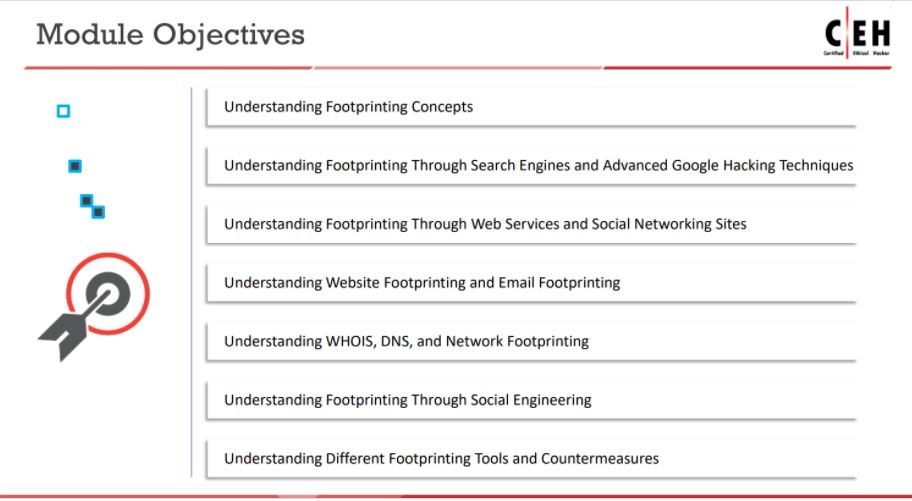 Module Objectives
C|EH
Certified Ethical Hacker
Understanding Footprinting Concepts
Understanding Footprinting Through Search Engines and Advanced Google Hacking Techniques
Understanding Footprinting Through Web Services and Social Networking Sites
Understanding Website Footprinting and Email Footprinting
Understanding WHOIS, DNS, and Network Footprinting
Understanding Footprinting Through Social Engineering
Understanding Different Footprinting Tools and Countermeasures